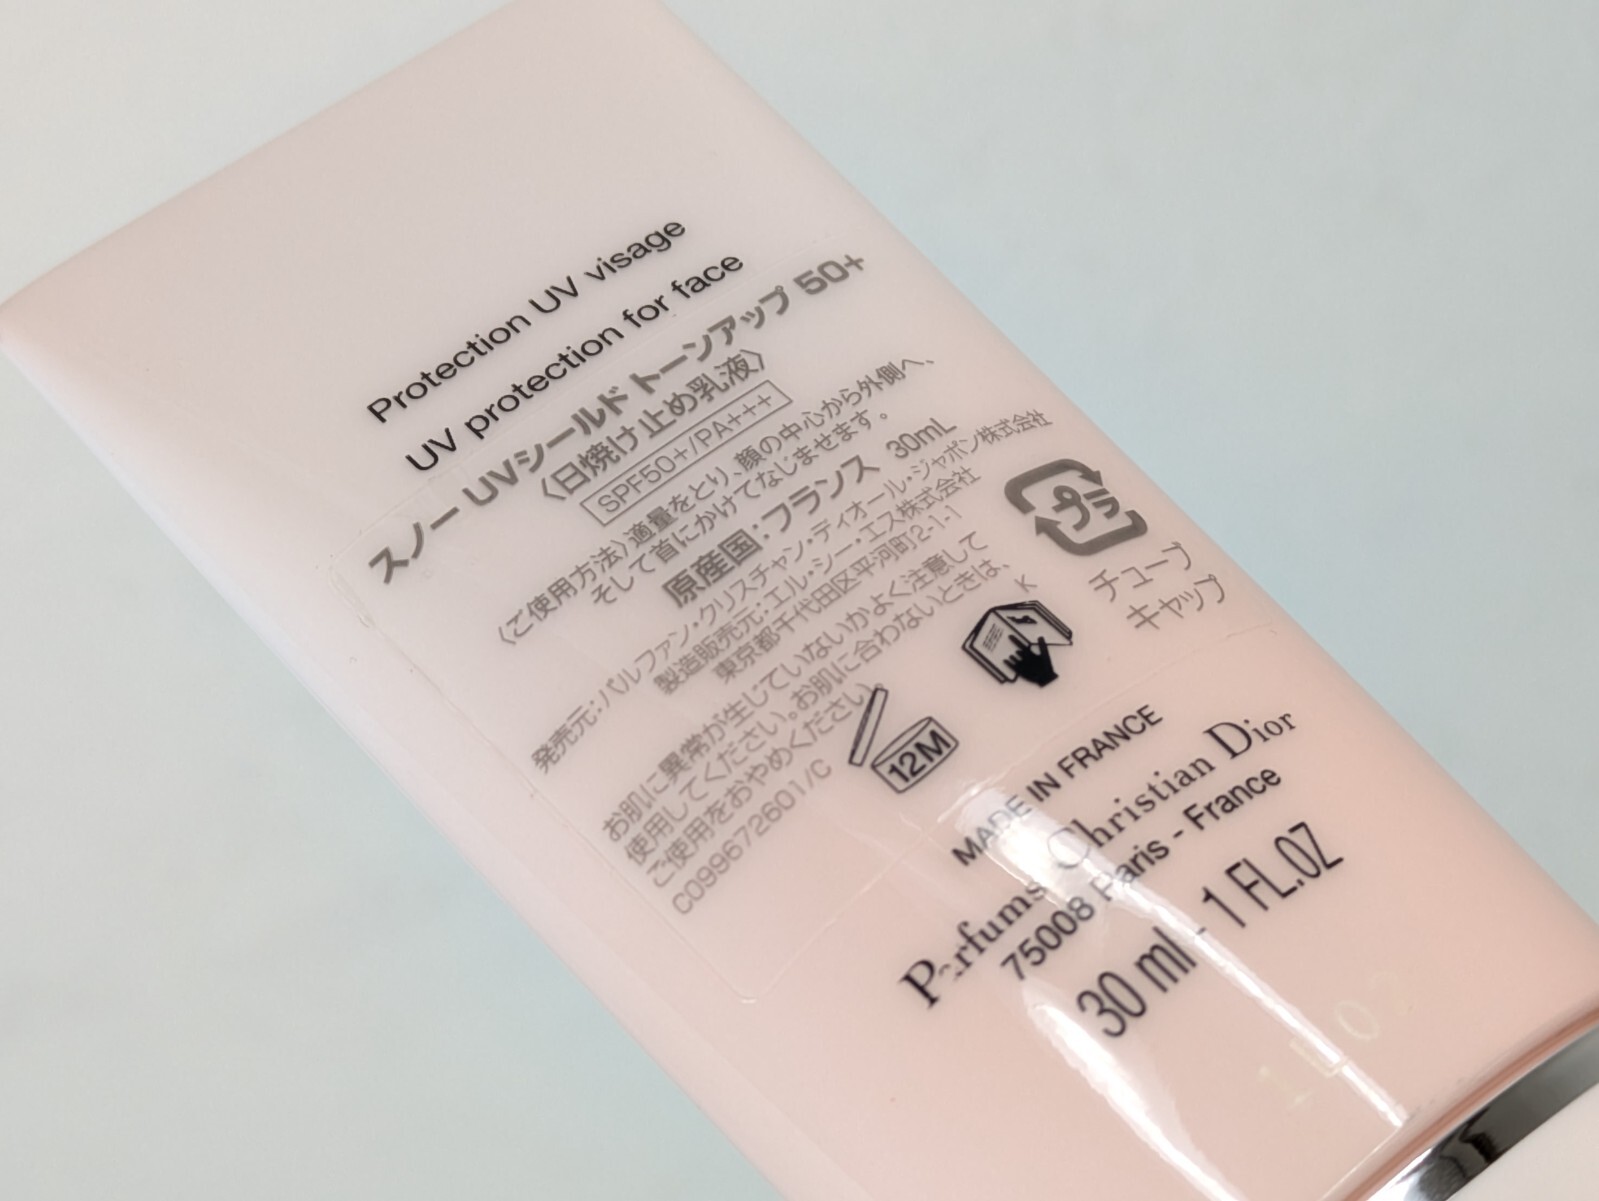 Protection UV visage
UV protection for face
スノー UVシールド トーンアップ 50+
〈日焼け止め乳液〉
SPF50+/PA+++
〈ご使用方法〉適量をとり、顔の中心から外側へ、
そして首にかけてなじませます。
原産国:フランス 30mL
発売元:パルファン・クリスチャン・ディオール・ジャポン株式会社
製造販売元:エル・シー・エス株式会社
東京都千代田区平河町2-1-1
お肌に異常が生じていないかよく注意して
使用してください。お肌に合わないときは、
ご使用をおやめください。
C099672601/C
K
プラ
チューブ
キャップ
12M
MADE IN FRANCE
Parfums Christian Dior
75008 Paris - France
30 ml - 1 FL.OZ